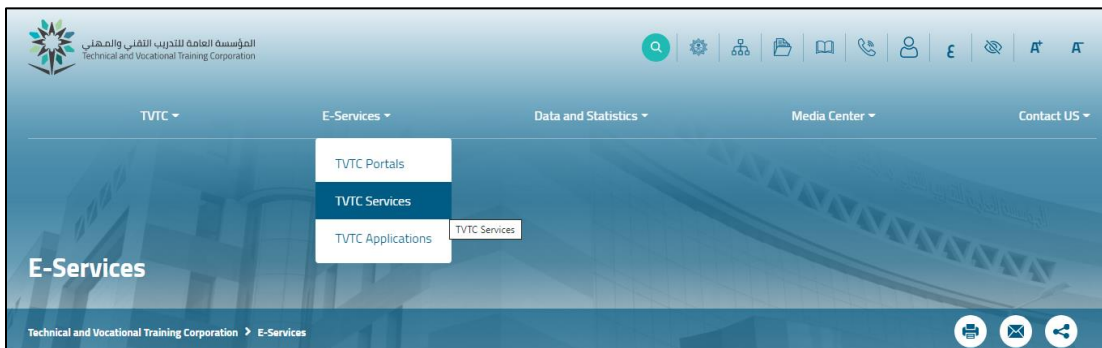 المؤسسة العامة للتدريب التقني والمهني
Technical and Vocational Training Corporation
ع A+ A-
TVTC E-Services Data and Statistics Media Center Contact US
TVTC Portals
TVTC Services
TVTC Services
TVTC Applications
E-Services
Technical and Vocational Training Corporation > E-Services